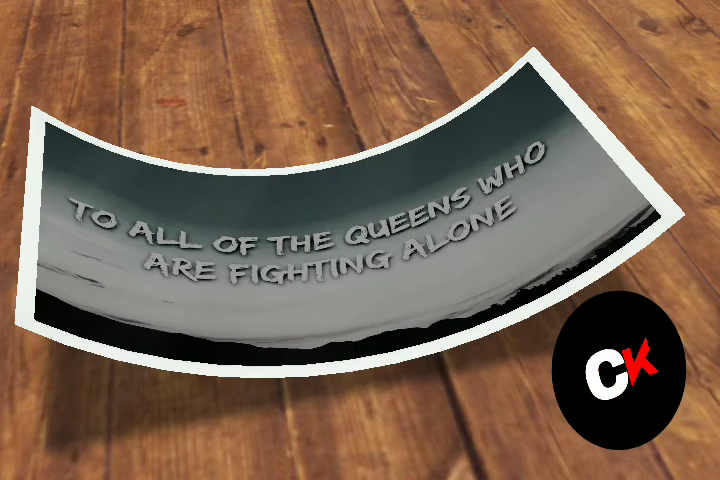 TO ALL OF THE QUEENS WHO
ARE FIGHTING ALONE
CK